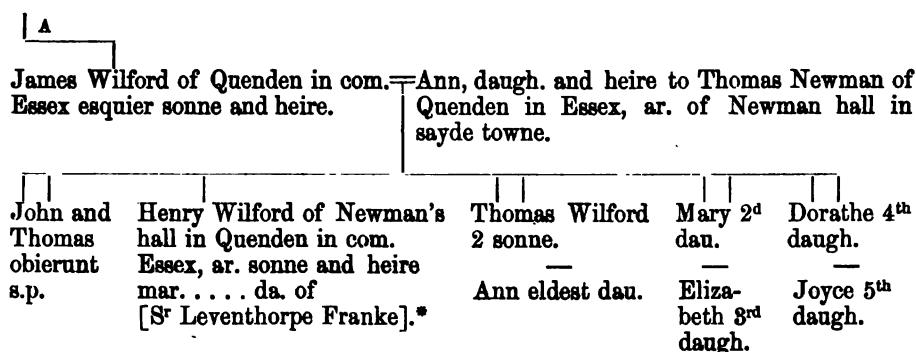 A
James Wilford of Quenden in com.
Essex esquier sonne and heire.
Ann, daugh. and heire to Thomas Newman of
Quenden in Essex, ar. of Newman hall in
sayde towne.
John and
Thomas
obierunt
s.p.
Henry Wilford of Newman's
hall in Quenden in com.
Essex, ar. sonne and heire
mar. . . . . da. of
[Sʳ Leventhorpe Franke].*
Thomas Wilford
2 sonne.
—
Ann eldest dau.
Mary 2ᵈ
dau.
—
Eliza-
beth 3ʳᵈ
daugh.
Dorathe 4ᵗʰ
daugh.
—
Joyce 5ᵗʰ
daugh.